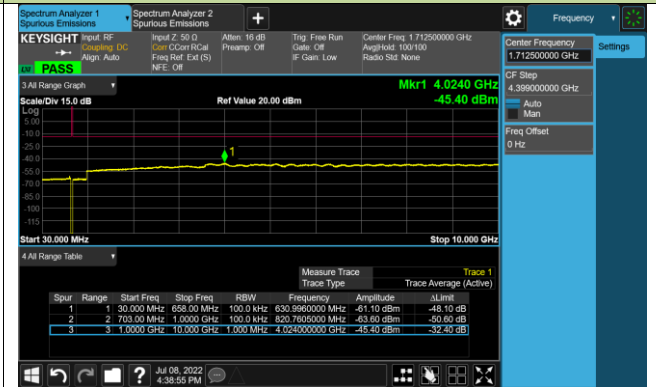 Spectrum Analyzer 1
Spurious Emissions
Spectrum Analyzer 2
Spurious Emissions
Frequency
KEYSIGHT
Input: RF
Coupling: DC
Align: Auto
Input Z: 50 Ω
Corr CCorr RCal
Freq Ref: Ext (S)
NFE: Off
Atten: 16 dB
Preamp: Off
Trig: Free Run
Gate: Off
IF Gain: Low
Center Freq: 1.712500000 GHz
Avg|Hold: 100/100
Radio Std: None
PASS
Center Frequency
1.712500000 GHz
Settings
CF Step
4.399000000 GHz
Auto
Man
Freq Offset
0 Hz
3 All Range Graph
Mkr1 4.0240 GHz
Scale/Div 15.0 dB
Ref Value 20.00 dBm
-45.40 dBm
Log
5.00
-10.0
-25.0
-40.0
-55.0
-70.0
-85.0
-100
-115
1
Start 30.000 MHz
Stop 10.000 GHz
4 All Range Table
Measure Trace Trace 1
Trace Type Trace Average (Active)
Spur Range Start Freq Stop Freq RBW Frequency Amplitude ΔLimit
1 1 30.000 MHz 658.00 MHz 100.0 kHz 630.9960000 MHz -61.10 dBm -48.10 dB
2 2 703.00 MHz 1.0000 GHz 100.0 kHz 820.7605000 MHz -63.60 dBm -50.60 dB
3 3 1.0000 GHz 10.000 GHz 1.000 MHz 4.024000000 GHz -45.40 dBm -32.40 dB
Jul 08, 2022
4:38:55 PM